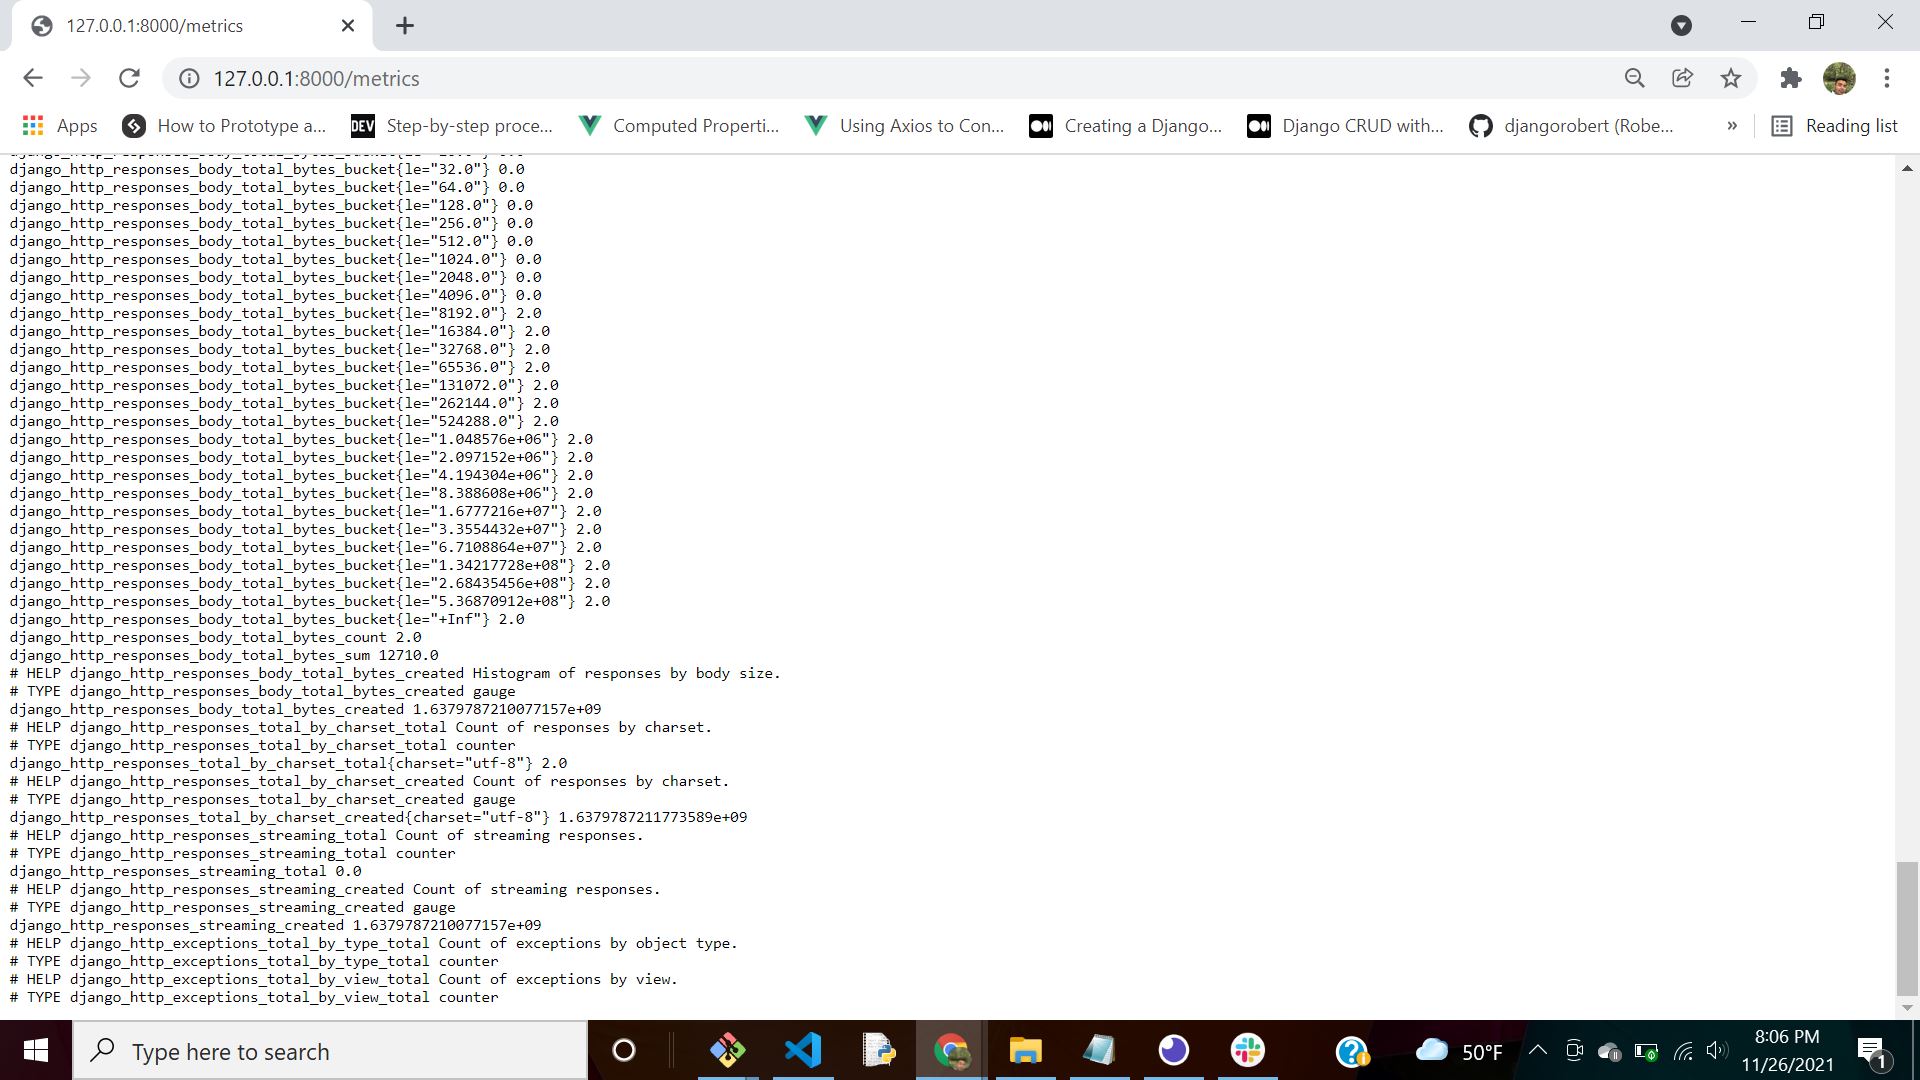 127.0.0.1:8000/metrics
127.0.0.1:8000/metrics
Apps
How to Prototype a...
DEV Step-by-step proce...
Computed Properti...
Using Axios to Con...
Creating a Django...
Django CRUD with...
djangorobert (Robe...
»
Reading list
django_http_responses_body_total_bytes_bucket{le="32.0"} 0.0
django_http_responses_body_total_bytes_bucket{le="64.0"} 0.0
django_http_responses_body_total_bytes_bucket{le="128.0"} 0.0
django_http_responses_body_total_bytes_bucket{le="256.0"} 0.0
django_http_responses_body_total_bytes_bucket{le="512.0"} 0.0
django_http_responses_body_total_bytes_bucket{le="1024.0"} 0.0
django_http_responses_body_total_bytes_bucket{le="2048.0"} 0.0
django_http_responses_body_total_bytes_bucket{le="4096.0"} 0.0
django_http_responses_body_total_bytes_bucket{le="8192.0"} 2.0
django_http_responses_body_total_bytes_bucket{le="16384.0"} 2.0
django_http_responses_body_total_bytes_bucket{le="32768.0"} 2.0
django_http_responses_body_total_bytes_bucket{le="65536.0"} 2.0
django_http_responses_body_total_bytes_bucket{le="131072.0"} 2.0
django_http_responses_body_total_bytes_bucket{le="262144.0"} 2.0
django_http_responses_body_total_bytes_bucket{le="524288.0"} 2.0
django_http_responses_body_total_bytes_bucket{le="1.048576e+06"} 2.0
django_http_responses_body_total_bytes_bucket{le="2.097152e+06"} 2.0
django_http_responses_body_total_bytes_bucket{le="4.194304e+06"} 2.0
django_http_responses_body_total_bytes_bucket{le="8.388608e+06"} 2.0
django_http_responses_body_total_bytes_bucket{le="1.6777216e+07"} 2.0
django_http_responses_body_total_bytes_bucket{le="3.3554432e+07"} 2.0
django_http_responses_body_total_bytes_bucket{le="6.7108864e+07"} 2.0
django_http_responses_body_total_bytes_bucket{le="1.34217728e+08"} 2.0
django_http_responses_body_total_bytes_bucket{le="2.68435456e+08"} 2.0
django_http_responses_body_total_bytes_bucket{le="5.36870912e+08"} 2.0
django_http_responses_body_total_bytes_bucket{le="+Inf"} 2.0
django_http_responses_body_total_bytes_count 2.0
django_http_responses_body_total_bytes_sum 12710.0
# HELP django_http_responses_body_total_bytes_created Histogram of responses by body size.
# TYPE django_http_responses_body_total_bytes_created gauge
django_http_responses_body_total_bytes_created 1.6379787210077157e+09
# HELP django_http_responses_total_by_charset_total Count of responses by charset.
# TYPE django_http_responses_total_by_charset_total counter
django_http_responses_total_by_charset_total{charset="utf-8"} 2.0
# HELP django_http_responses_total_by_charset_created Count of responses by charset.
# TYPE django_http_responses_total_by_charset_created gauge
django_http_responses_total_by_charset_created{charset="utf-8"} 1.6379787211773589e+09
# HELP django_http_responses_streaming_total Count of streaming responses.
# TYPE django_http_responses_streaming_total counter
django_http_responses_streaming_total 0.0
# HELP django_http_responses_streaming_created Count of streaming responses.
# TYPE django_http_responses_streaming_created gauge
django_http_responses_streaming_created 1.6379787210077157e+09
# HELP django_http_exceptions_total_by_type_total Count of exceptions by object type.
# TYPE django_http_exceptions_total_by_type_total counter
# HELP django_http_exceptions_total_by_view_total Count of exceptions by view.
# TYPE django_http_exceptions_total_by_view_total counter
Type here to search
50°F
8:06 PM
11/26/2021
1